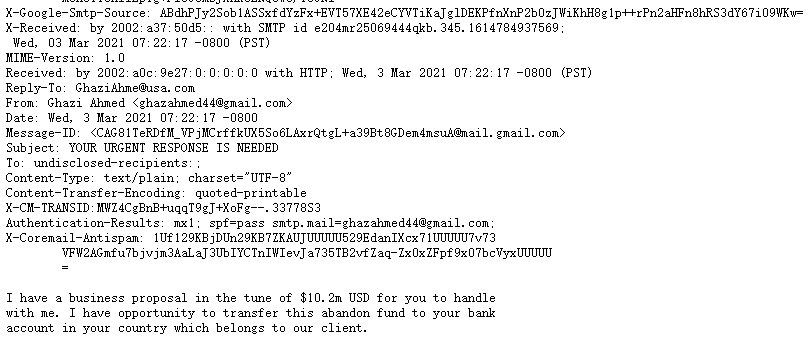 X-Google-Smtp-Source: ABdhPJy2Sob1ASSxfdYzFx+EVT57XE42eCYVTiKaJglDEKPfnXnP2b0zJWiKhH8g1p++rPn2aHFn8hRS3dY67i09WKw=
X-Received: by 2002:a37:50d5:: with SMTP id e204mr25069444qkb.345.1614784937569;
Wed, 03 Mar 2021 07:22:17 -0800 (PST)
MIME-Version: 1.0
Received: by 2002:a0c:9e27:0:0:0:0:0 with HTTP; Wed, 3 Mar 2021 07:22:17 -0800 (PST)
Reply-To: GhaziAhme@usa.com
From: Ghazi Ahmed <ghazahmed44@gmail.com>
Date: Wed, 3 Mar 2021 07:22:17 -0800
Message-ID: <CAG81TeRDfM_VPjMCrffkUX5So6LAxrQtgL+a39Bt8GDem4msuA@mail.gmail.com>
Subject: YOUR URGENT RESPONSE IS NEEDED
To: undisclosed-recipients:;
Content-Type: text/plain; charset="UTF-8"
Content-Transfer-Encoding: quoted-printable
X-CM-TRANSID:MWZ4CgBnB+uqqT9gJ+XoFg--.33778S3
Authentication-Results: mx1; spf=pass smtp.mail=ghazahmed44@gmail.com;
X-Coremail-Antispam: 1Uf129KBjDUn29KB7ZKAUJUUUUU529EdanIXcx71UUUUU7v73
VFW2AGmfu7bjvjm3AaLaJ3UbIYCTnIWIevJa735TB2vfZaq-Zx0xZFpf9x07bcVyxUUUUU
=
I have a business proposal in the tune of $10.2m USD for you to handle
with me. I have opportunity to transfer this abandon fund to your bank
account in your country which belongs to our client.